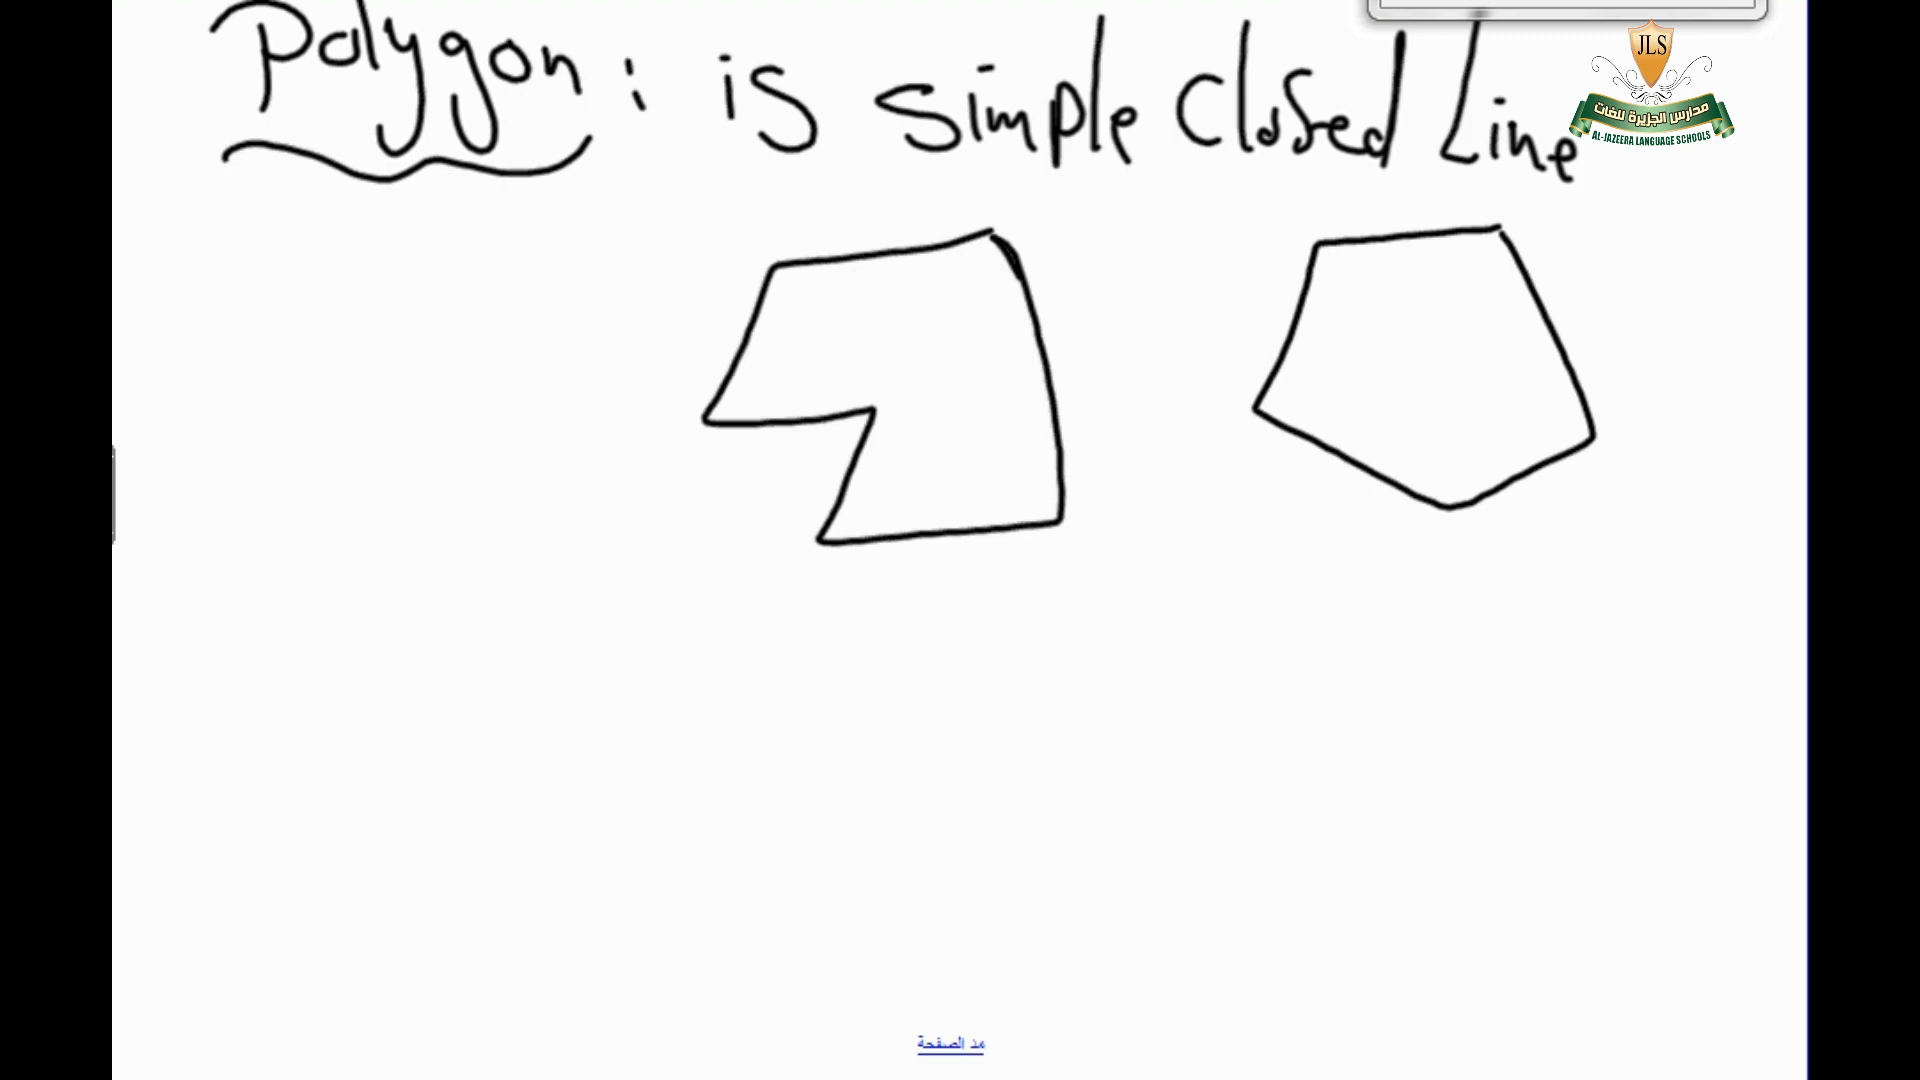 Polygon : is simple closed Line
JLS
مدارس الجزيرة للغات
AL-JAZEERA LANGUAGE SCHOOLS
مد الصفحة